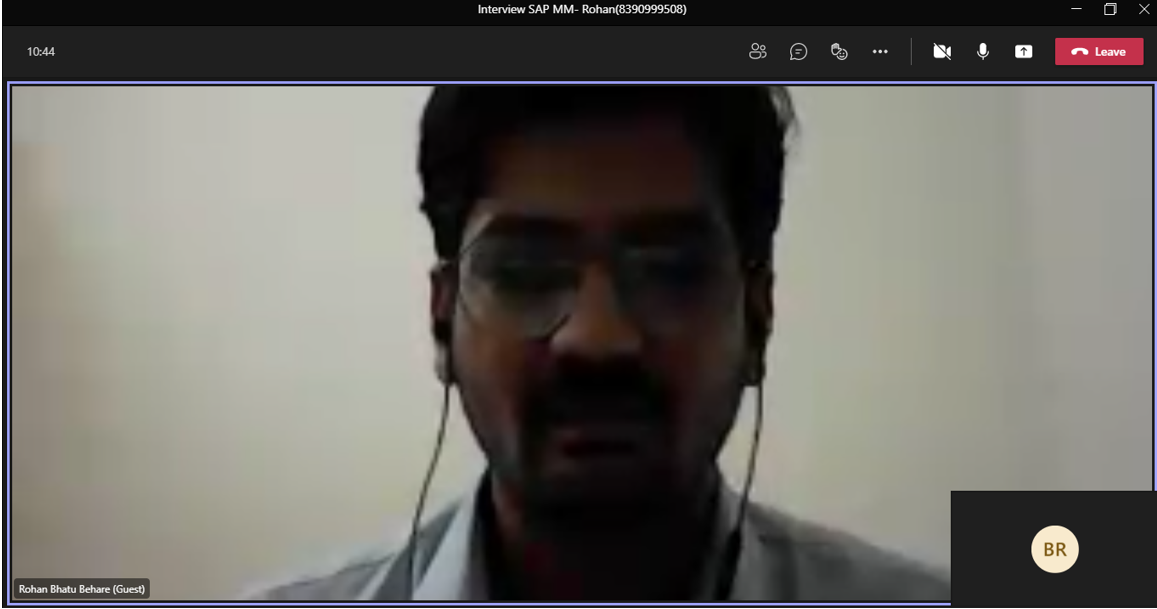 Interview SAP MM- Rohan(8390999508)
10:44
Leave
Rohan Bhatu Behare (Guest)
BR